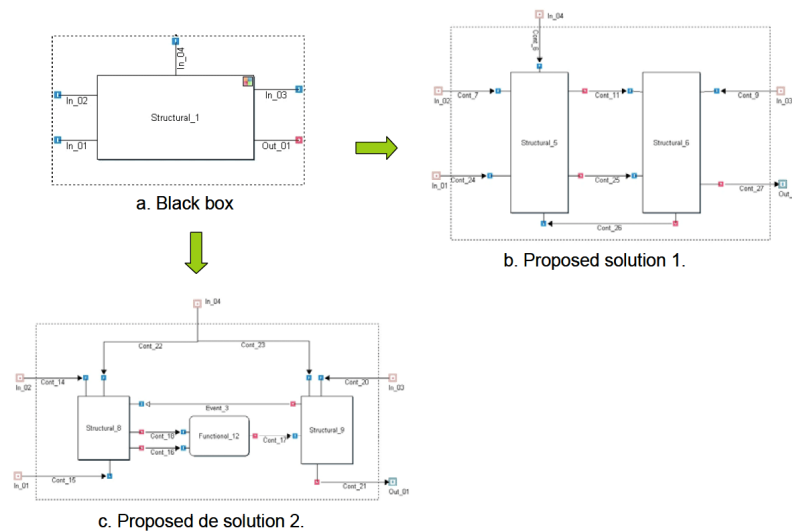 In_04
In_02
In_03
Structural_1
In_01
Out_01
a. Black box
In_04
Cont_6
Cont_7
Cont_11
Cont_9
In_02
In_03
Structural_5
Structural_6
Cont_24
Cont_25
Cont_27
In_01
Out_
Cont_26
b. Proposed solution 1.
In_04
Cont_22
Cont_23
Cont_14
Cont_20
In_02
In_03
Event_3
Structural_8
Cont_18
Functional_12
Cont_17
Structural_9
Cont_16
Cont_15
In_01
Cont_21
Out_01
c. Proposed de solution 2.